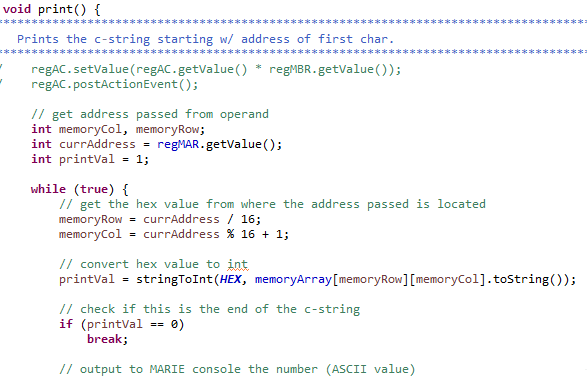 void print() {
********************************************************************************
Prints the c-string starting w/ address of first char.
********************************************************************************
/ regAC.setValue(regAC.getValue() * regMBR.getValue());
/ regAC.postActionEvent();
// get address passed from operand
int memoryCol, memoryRow;
int currAddress = regMAR.getValue();
int printVal = 1;
while (true) {
// get the hex value from where the address passed is located
memoryRow = currAddress / 16;
memoryCol = currAddress % 16 + 1;
// convert hex value to int
printVal = stringToInt(HEX, memoryArray[memoryRow][memoryCol].toString());
// check if this is the end of the c-string
if (printVal == 0)
break;
// output to MARIE console the number (ASCII value)